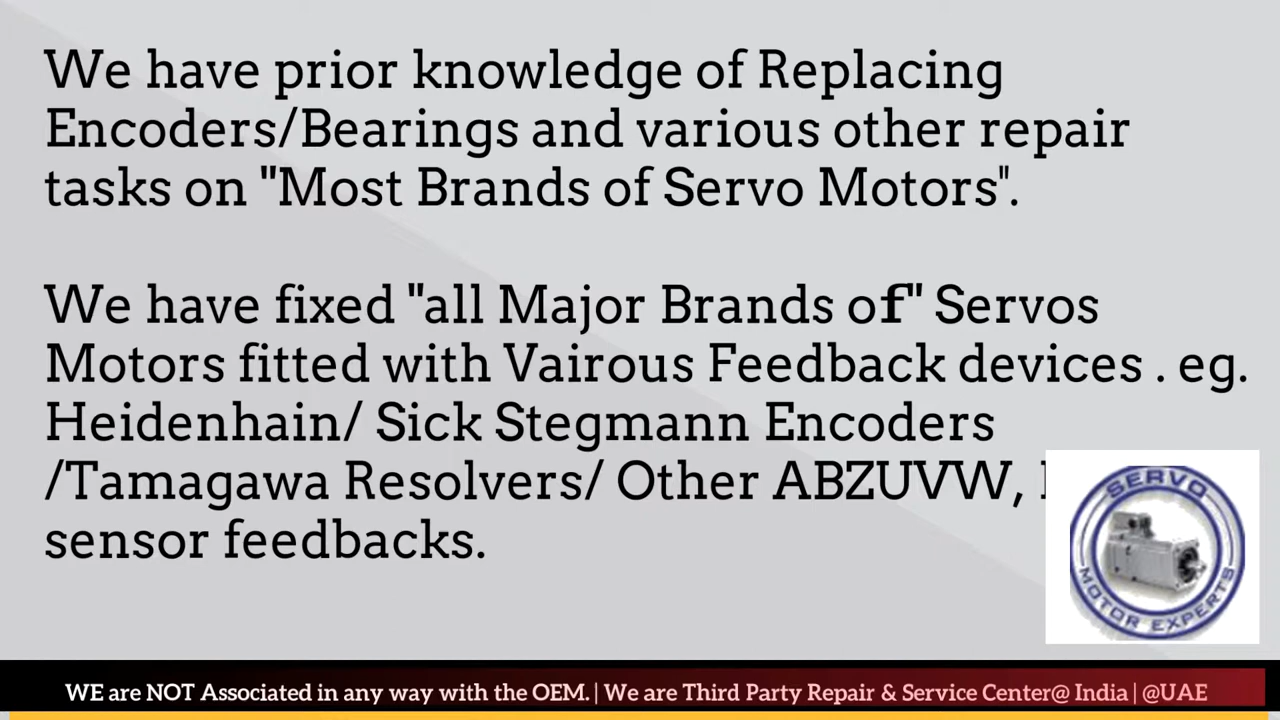 We have prior knowledge of Replacing
Encoders/Bearings and various other repair
tasks on "Most Brands of Servo Motors".
We have fixed "all Major Brands of" Servos
Motors fitted with Vairous Feedback devices . eg.
Heidenhain/ Sick Stegmann Encoders
/Tamagawa Resolvers/ Other ABZUVW,
sensor feedbacks.
SERVO
MOTOR EXPERTS
WE are NOT Associated in any way with the OEM. | We are Third Party Repair & Service Center@ India | @UAE